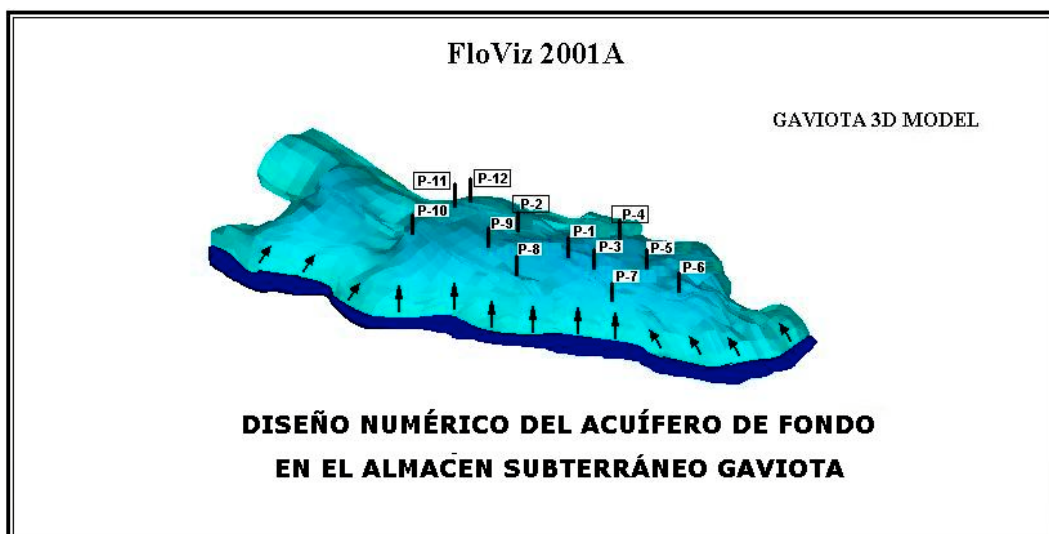 FloViz 2001A
GAVIOTA 3D MODEL
P-11
P-12
P-10
P-2
P-4
P-9
P-1
P-5
P-8
P-3
P-6
P-7
DISEÑO NUMÉRICO DEL ACUÍFERO DE FONDO
EN EL ALMACEN SUBTERRÁNEO GAVIOTA